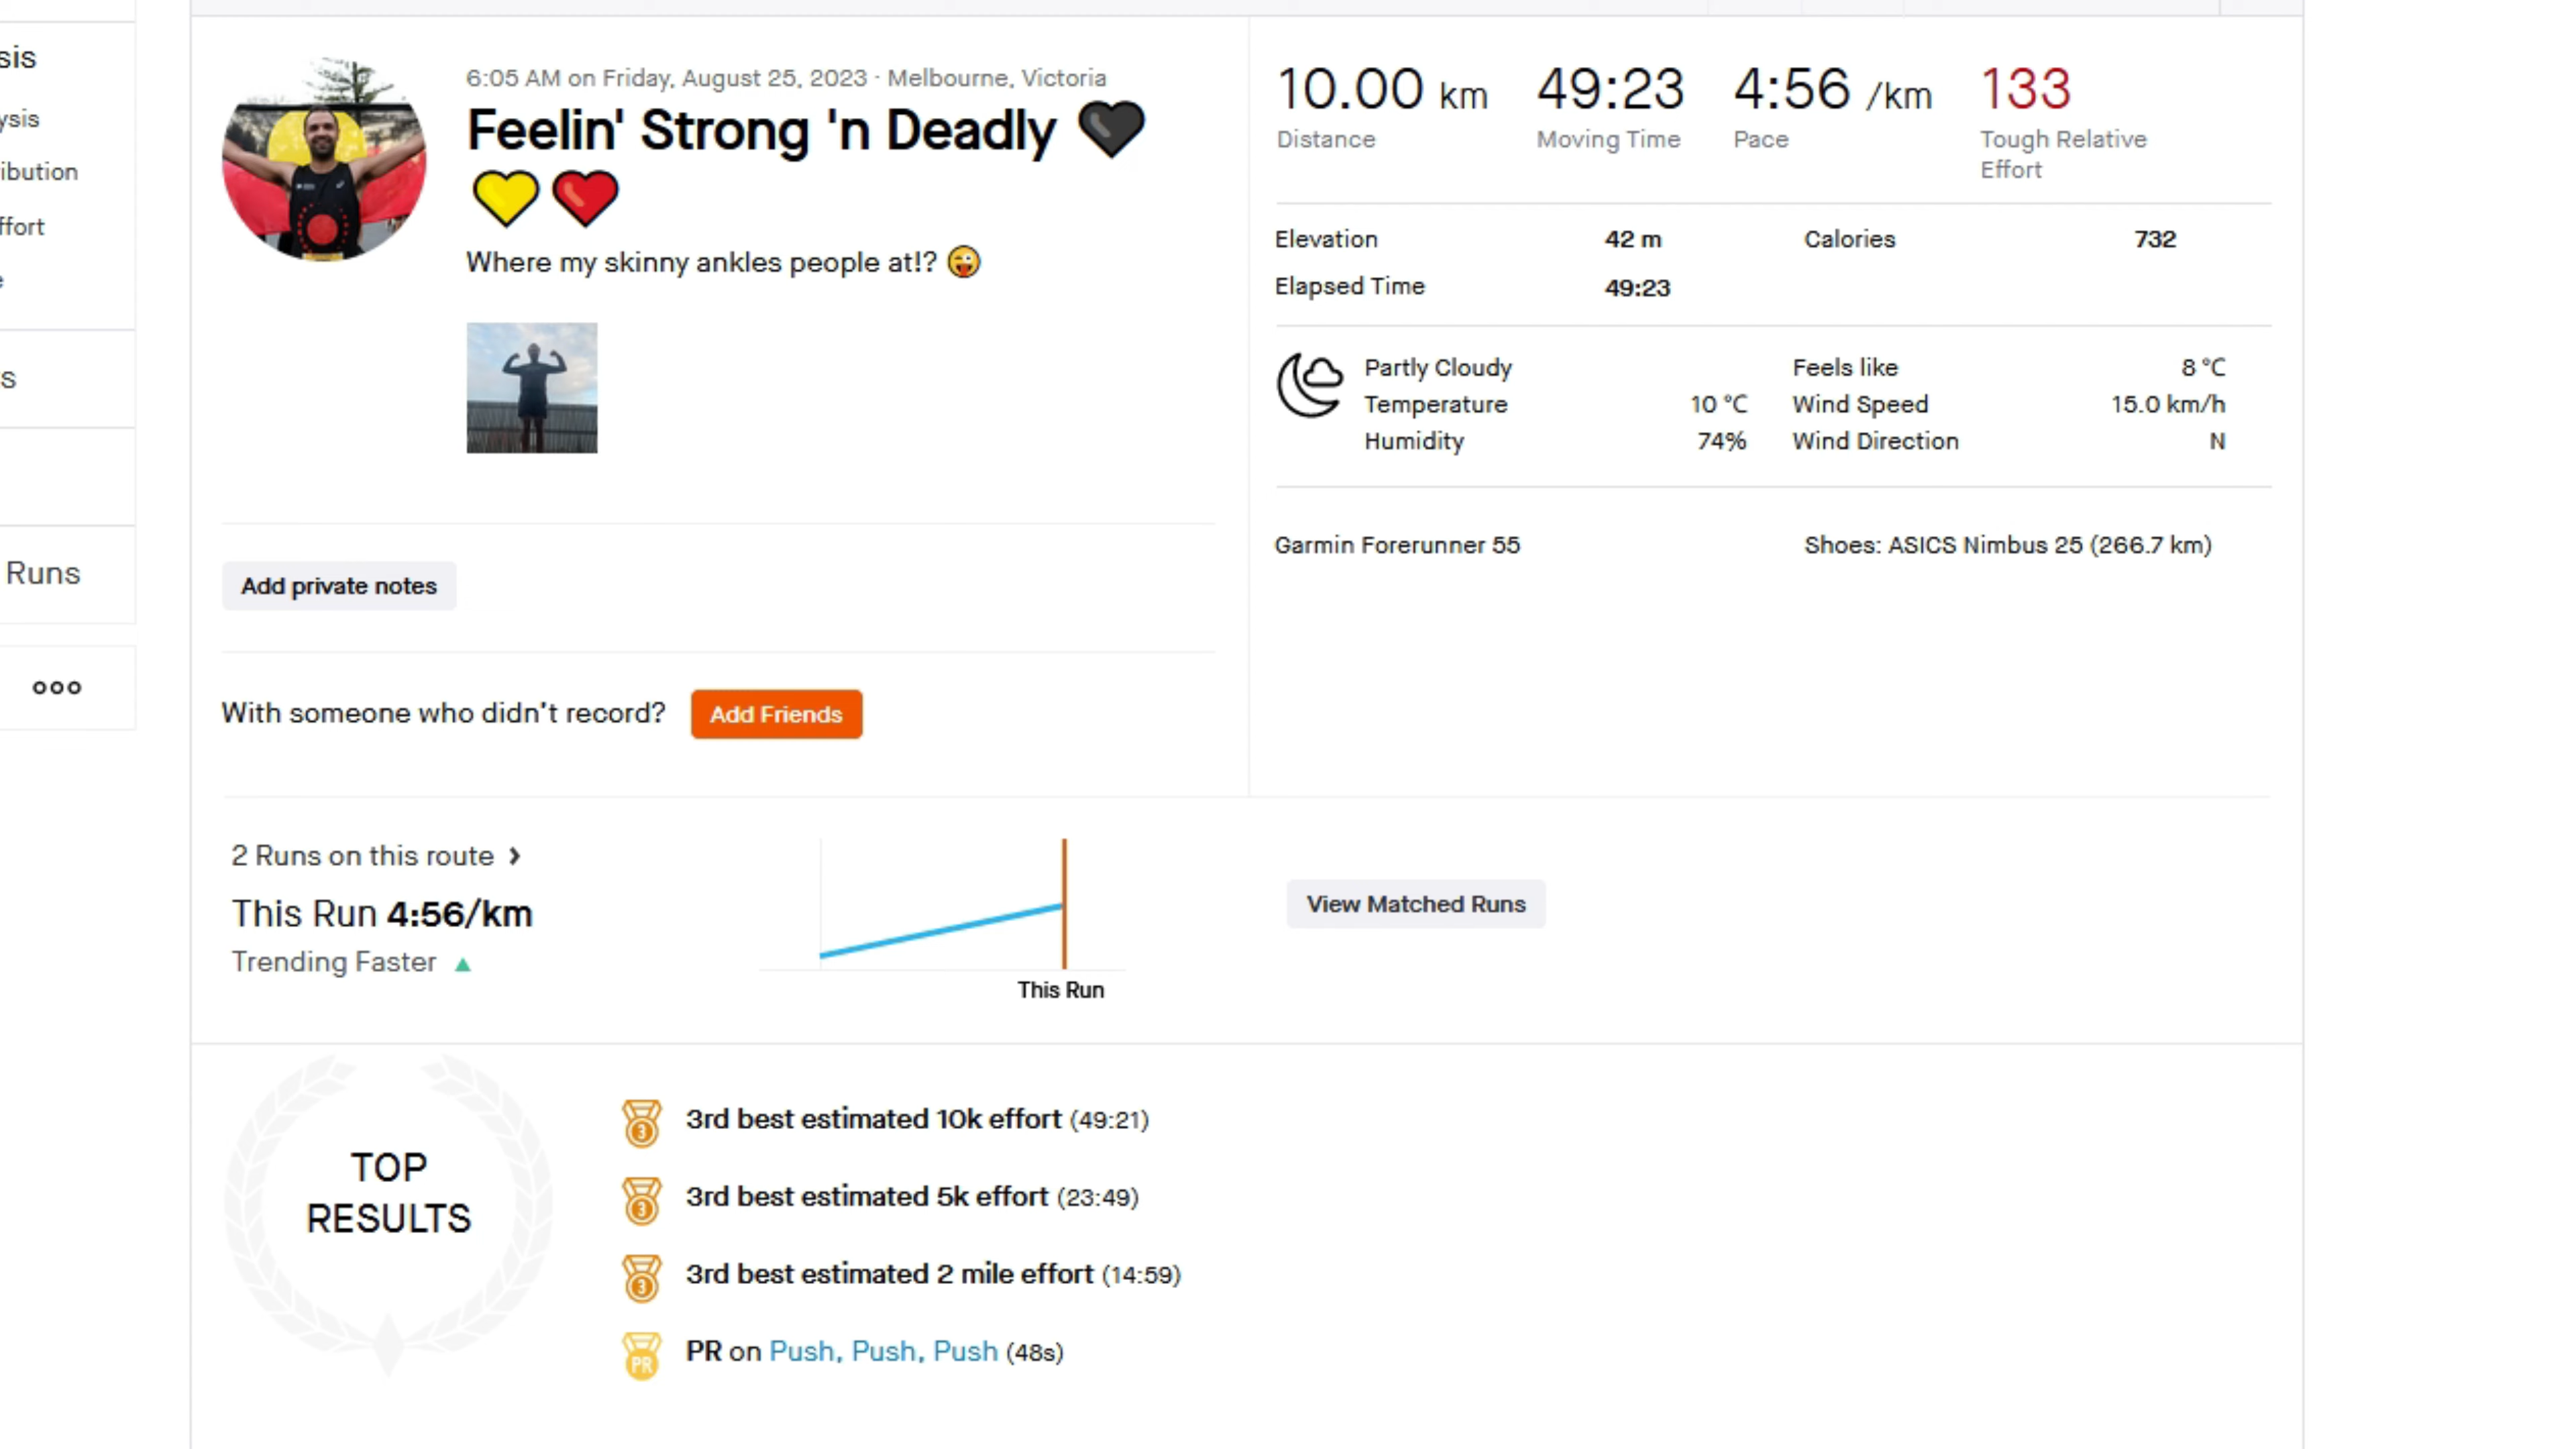 sis
ysis
ribution
ffort
e
s
Runs
6:05 AM on Friday, August 25, 2023 · Melbourne, Victoria
Feelin' Strong 'n Deadly 🖤
💛❤️
Where my skinny ankles people at!? 😜
Add private notes
With someone who didn't record? Add Friends
10.00 km 49:23 4:56 /km 133
Distance Moving Time Pace Tough Relative
Effort
Elevation 42 m Calories 732
Elapsed Time 49:23
Partly Cloudy Feels like 8 °C
Temperature 10 °C Wind Speed 15.0 km/h
Humidity 74% Wind Direction N
Garmin Forerunner 55 Shoes: ASICS Nimbus 25 (266.7 km)
2 Runs on this route
This Run 4:56/km
Trending Faster
This Run
View Matched Runs
TOP
RESULTS
3 3rd best estimated 10k effort (49:21)
3 3rd best estimated 5k effort (23:49)
3 3rd best estimated 2 mile effort (14:59)
PR PR on Push, Push, Push (48s)